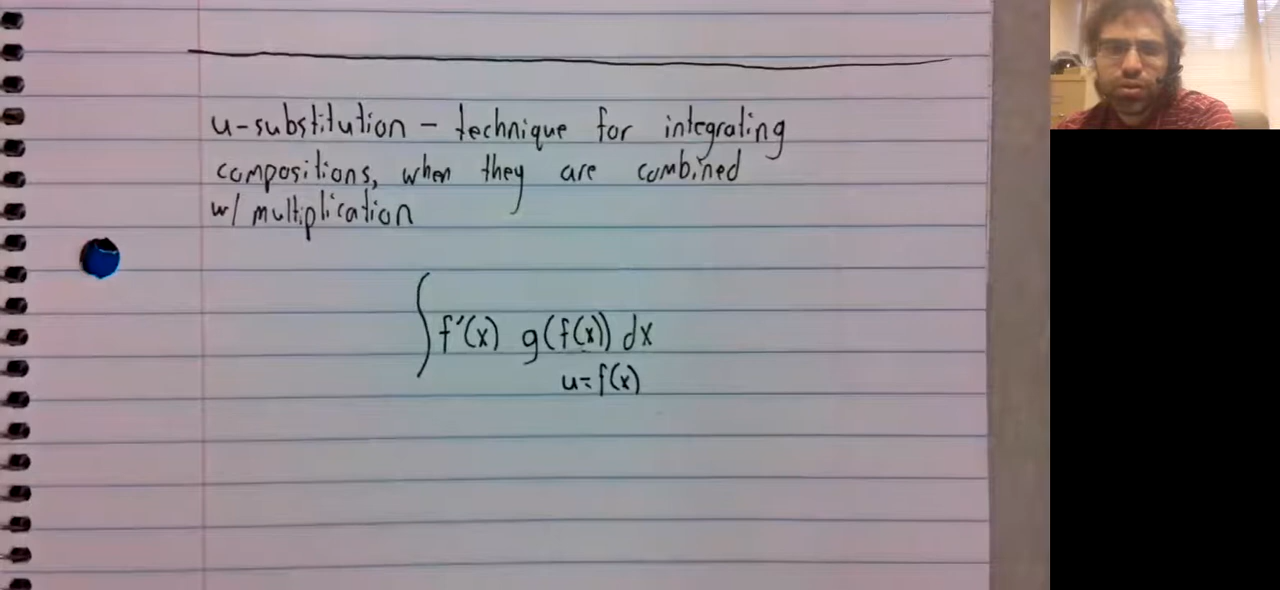 u-substitution - technique for integrating
compositions, when they are combined
w/ multiplication
∫ f'(x) g(f(x)) dx
u=f(x)